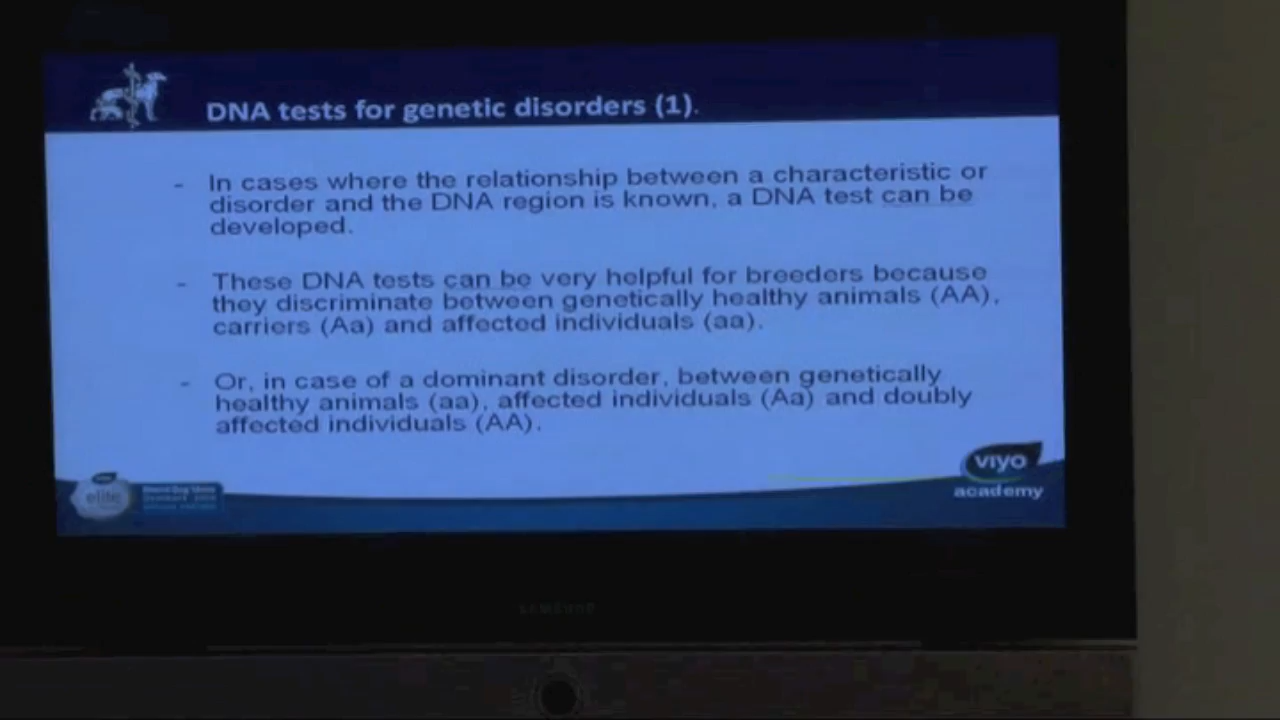 DNA tests for genetic disorders (1).
- In cases where the relationship between a characteristic or
disorder and the DNA region is known, a DNA test can be
developed.
- These DNA tests can be very helpful for breeders because
they discriminate between genetically healthy animals (AA),
carriers (Aa) and affected individuals (aa).
- Or, in case of a dominant disorder, between genetically
healthy animals (aa), affected individuals (Aa) and doubly
affected individuals (AA).
viyo
academy
elite
SAMSUNG